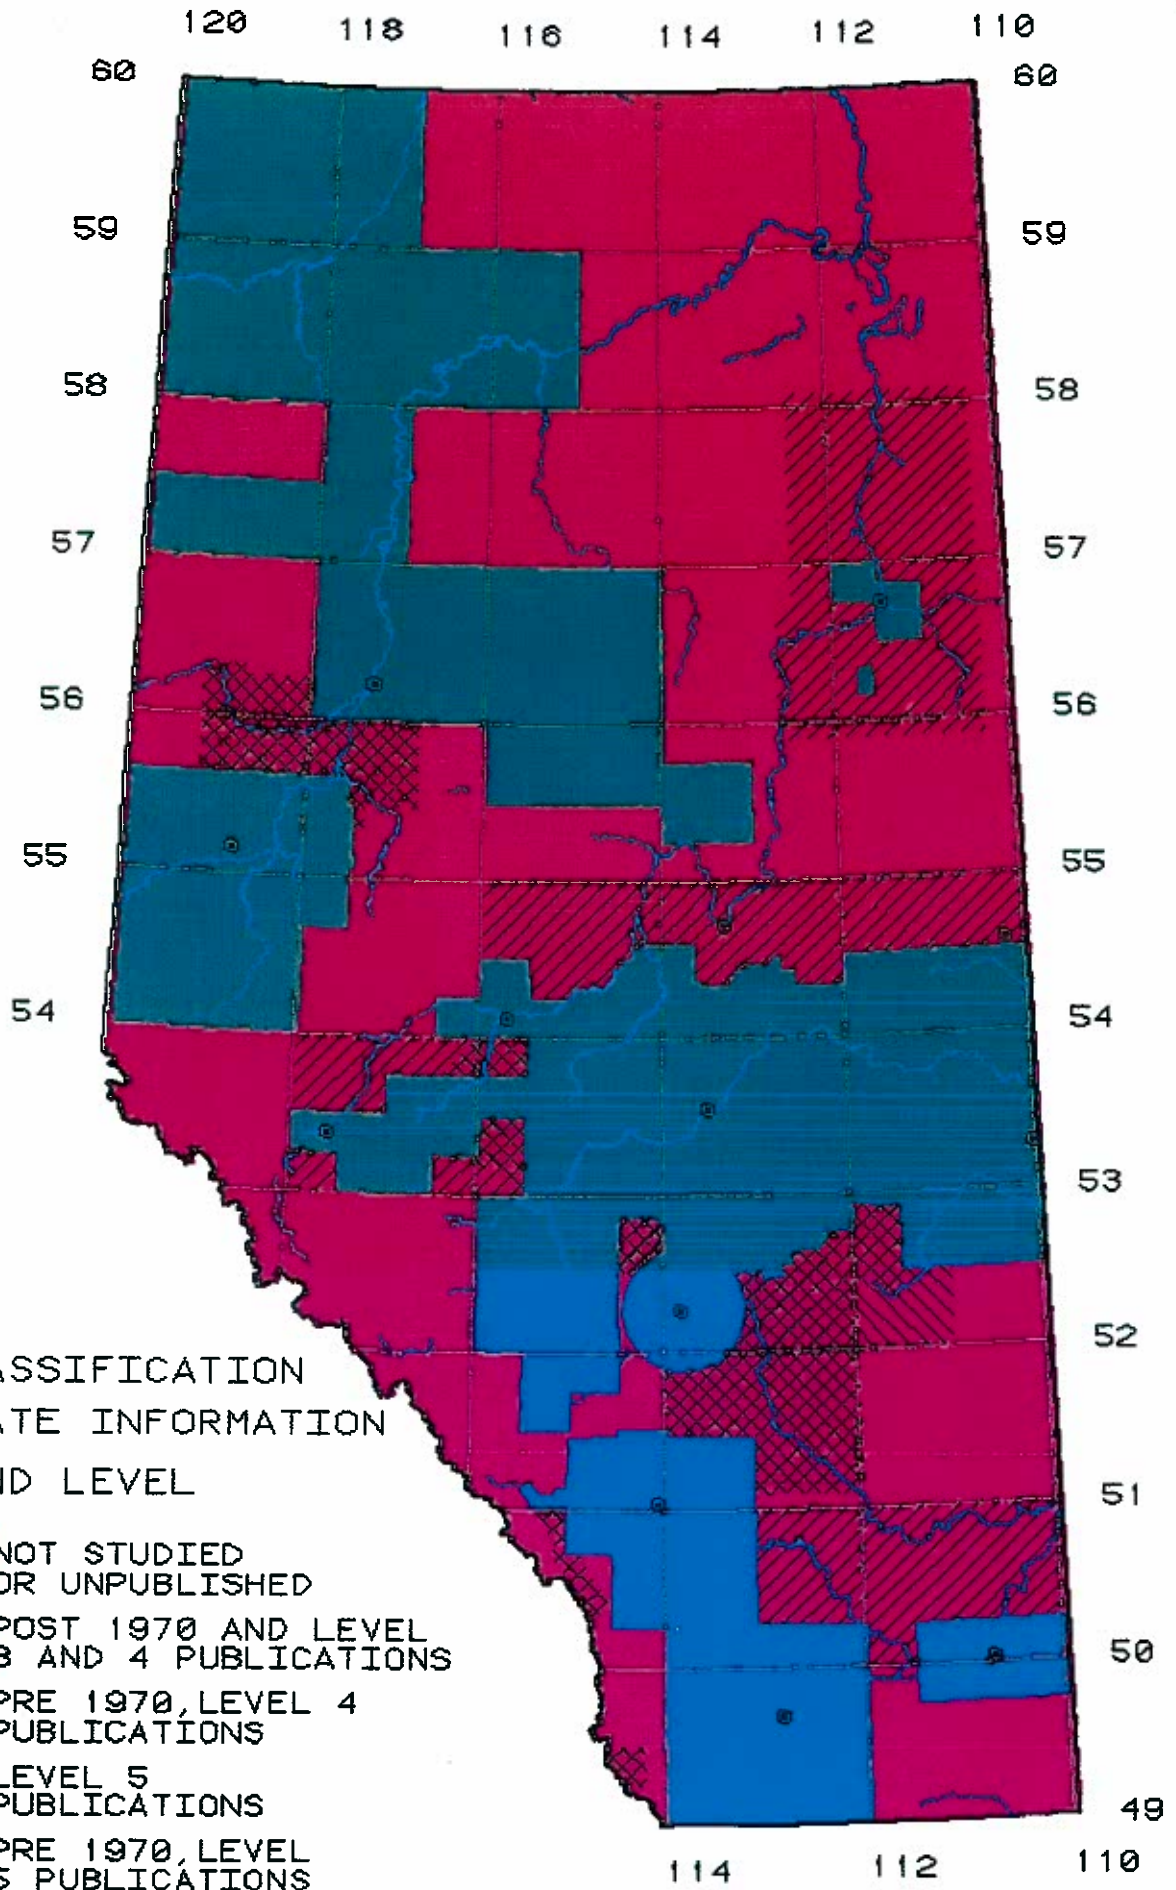 120 118 116 114 112 110
60 60
59 59
58 58
57 57
56 56
55 55
54 54
53
52
ASSIFICATION
ATE INFORMATION
ND LEVEL
51
NOT STUDIED
OR UNPUBLISHED
POST 1970 AND LEVEL
3 AND 4 PUBLICATIONS
50
PRE 1970, LEVEL 4
PUBLICATIONS
LEVEL 5
PUBLICATIONS
49
PRE 1970, LEVEL
5 PUBLICATIONS
114 112 110